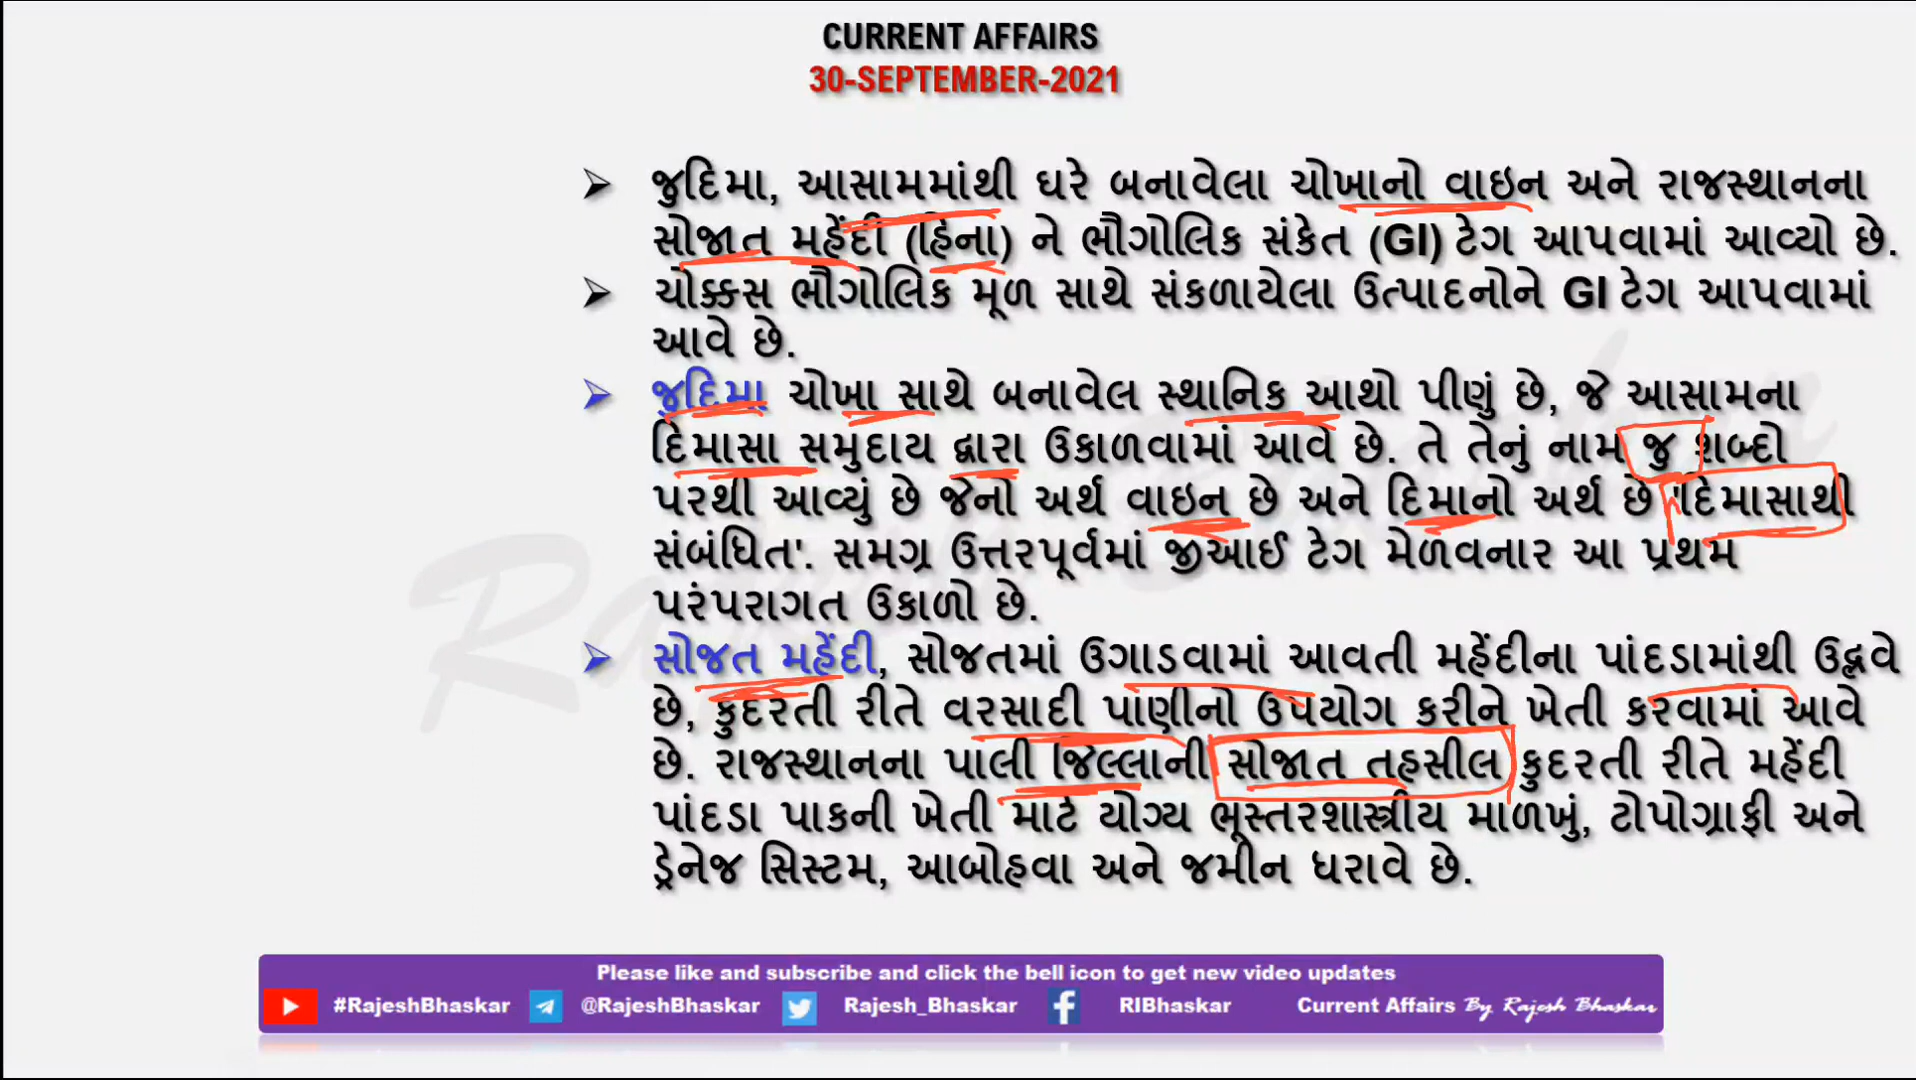 CURRENT AFFAIRS
30-SEPTEMBER-2021
જુદિમા, આસામમાંથી ઘરે બનાવેલા ચોખાનો વાઇન અને રાજસ્થાનના
સોજાત મહેંદી (હિના) ને ભૌગોલિક સંકેત (GI) ટેગ આપવામાં આવ્યો છે.
ચોક્કસ ભૌગોલિક મૂળ સાથે સંકળાયેલા ઉત્પાદનોને GI ટેગ આપવામાં
આવે છે.
જુદિમા ચોખા સાથે બનાવેલ સ્થાનિક આથો પીણું છે, જે આસામના
દિમાસા સમુદાય દ્વારા ઉકાળવામાં આવે છે. તે તેનું નામ જુ શબ્દો
પરથી આવ્યું છે જેનો અર્થ વાઇન છે અને દિમાનો અર્થ છે 'દિમાસાથી
સંબંધિત'. સમગ્ર ઉત્તરપૂર્વમાં જીઆઈ ટેગ મેળવનાર આ પ્રથમ
પરંપરાગત ઉકાળો છે.
સોજત મહેંદી, સોજતમાં ઉગાડવામાં આવતી મહેંદીના પાંદડામાંથી ઉદ્ભવે
છે, કુદરતી રીતે વરસાદી પાણીનો ઉપયોગ કરીને ખેતી કરવામાં આવે
છે. રાજસ્થાનના પાલી જિલ્લાની સોજાત તહસીલ કુદરતી રીતે મહેંદી
પાંદડા પાકની ખેતી માટે યોગ્ય ભૂસ્તરશાસ્ત્રીય માળખું, ટોપોગ્રાફી અને
ડ્રેનેજ સિસ્ટમ, આબોહવા અને જમીન ધરાવે છે.
Please like and subscribe and click the bell icon to get new video updates
#RajeshBhaskar @RajeshBhaskar Rajesh_Bhaskar RIBhaskar Current Affairs By Rajesh Bhaskar